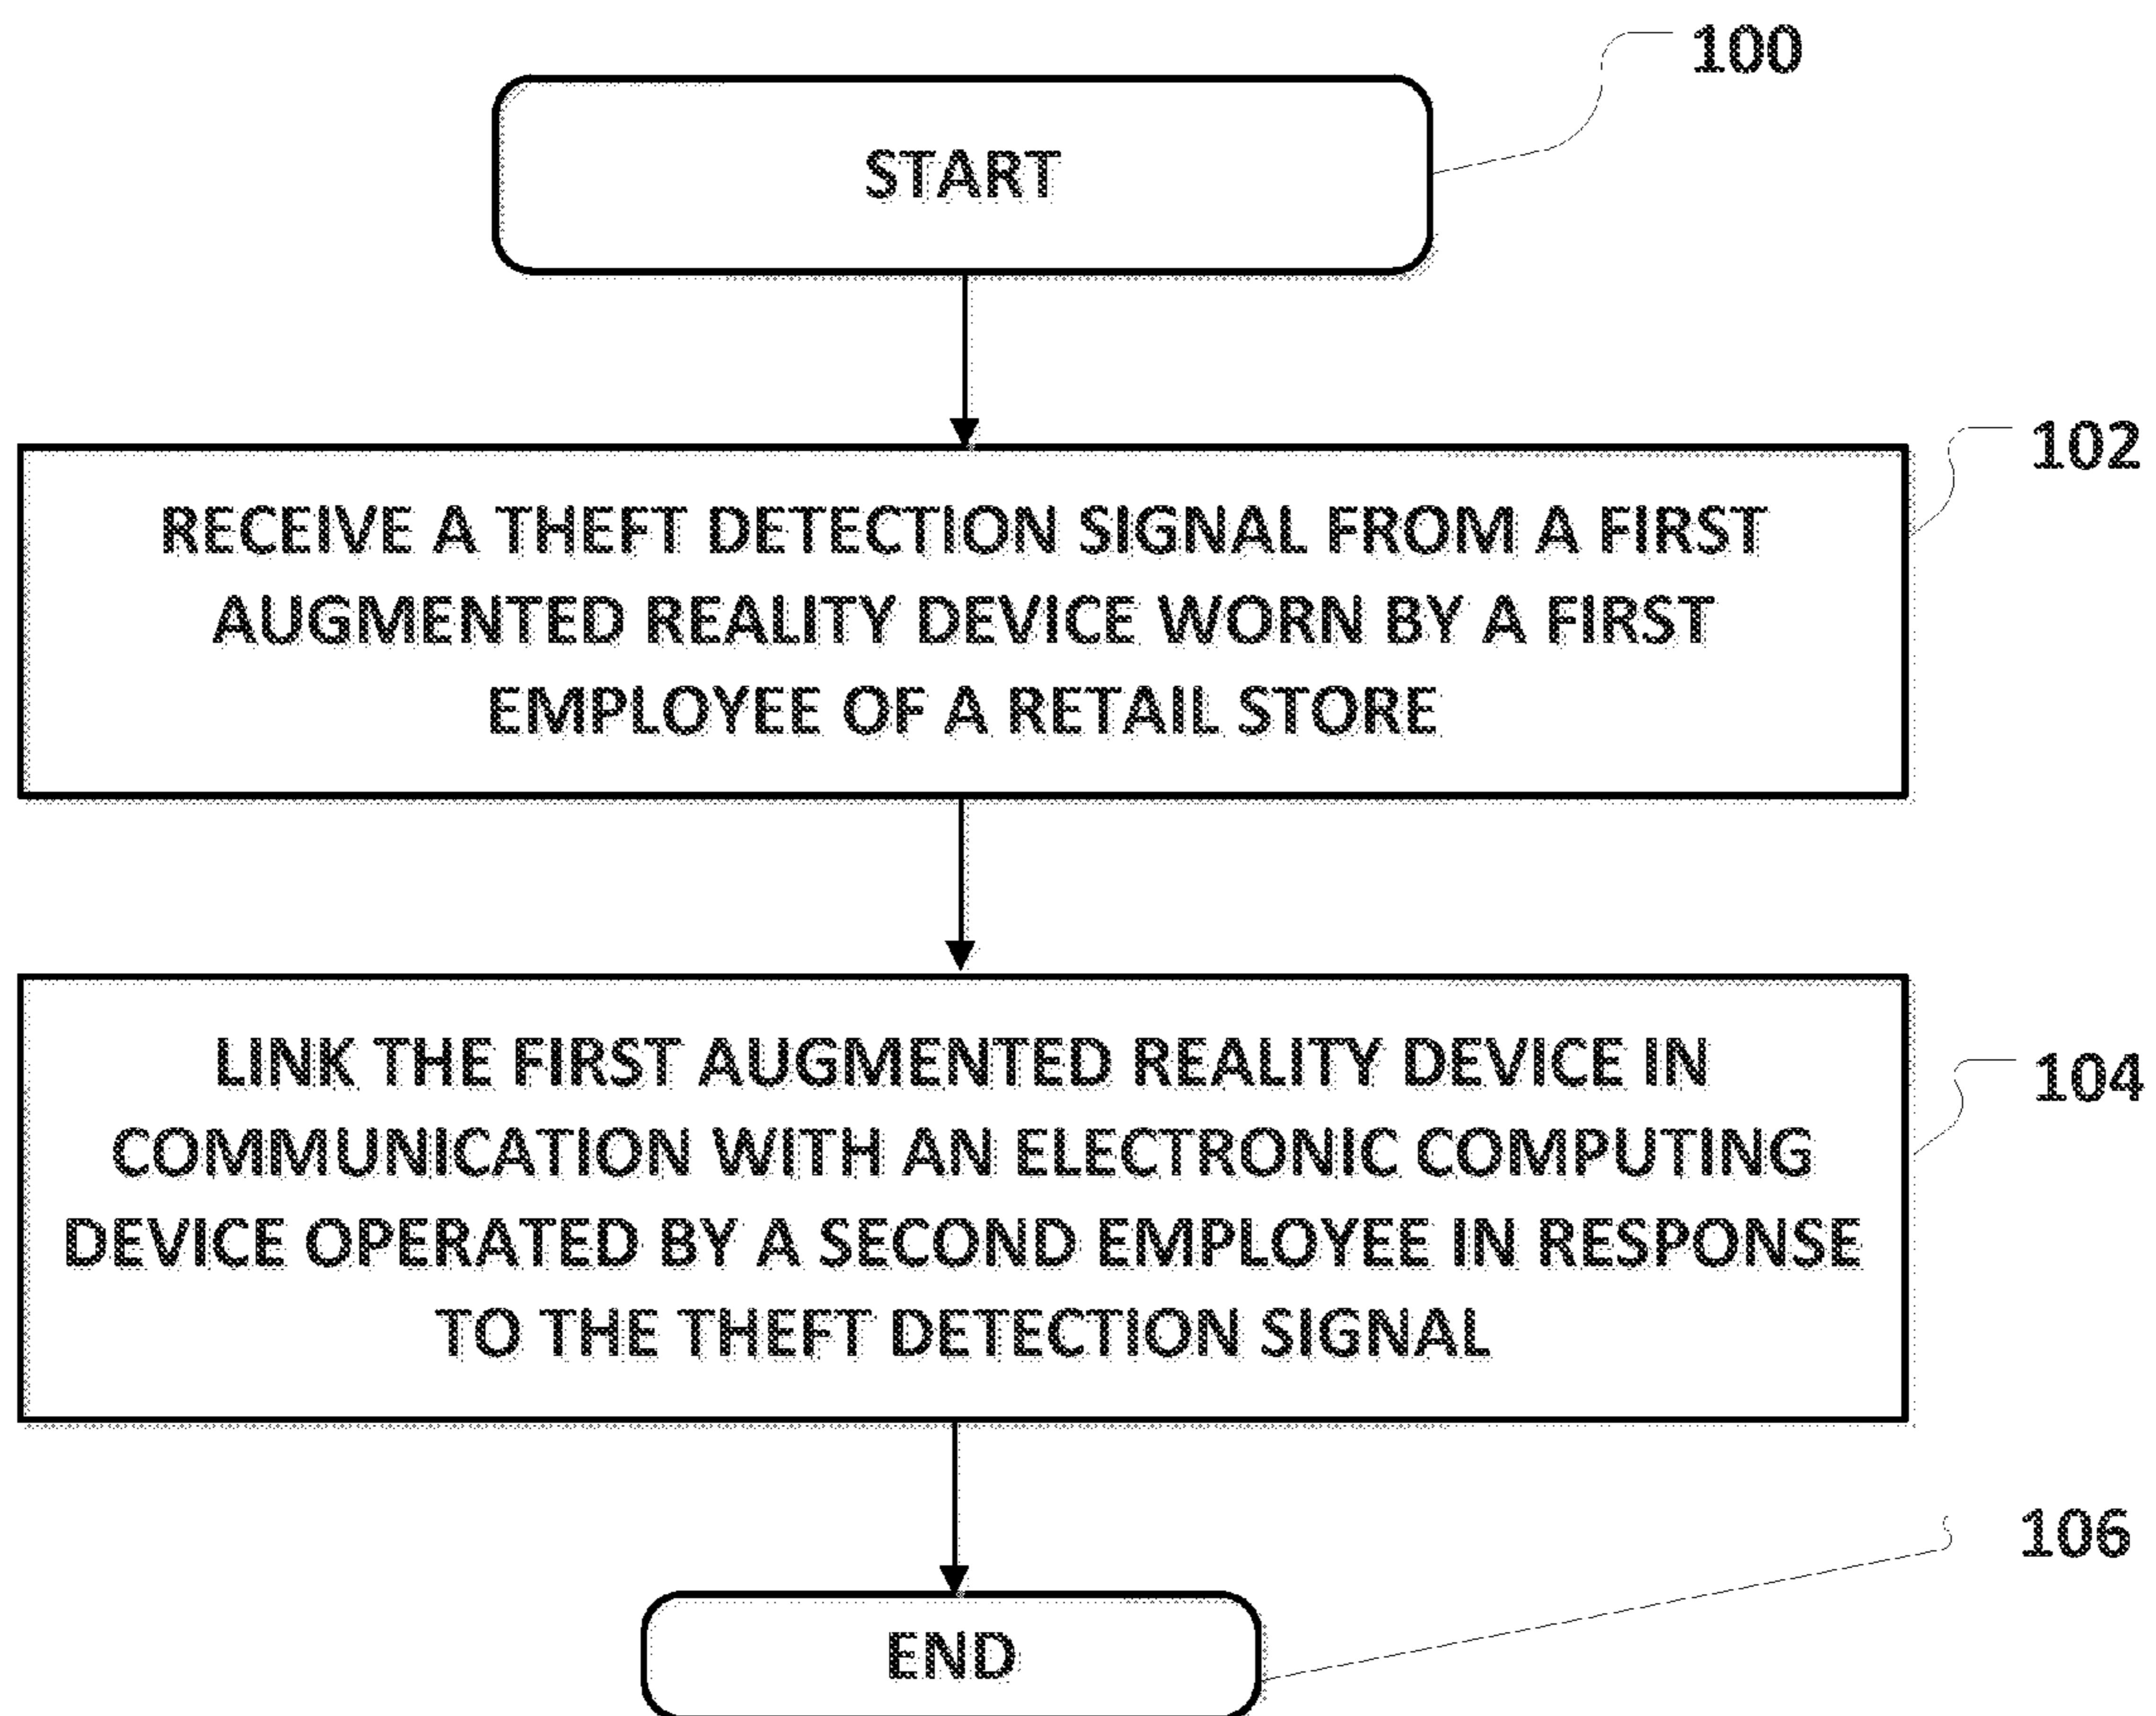 100
START
102
RECEIVE A THEFT DETECTION SIGNAL FROM A FIRST
AUGMENTED REALITY DEVICE WORN BY A FIRST
EMPLOYEE OF A RETAIL STORE
104
LINK THE FIRST AUGMENTED REALITY DEVICE IN
COMMUNICATION WITH AN ELECTRONIC COMPUTING
DEVICE OPERATED BY A SECOND EMPLOYEE IN RESPONSE
TO THE THEFT DETECTION SIGNAL
106
END